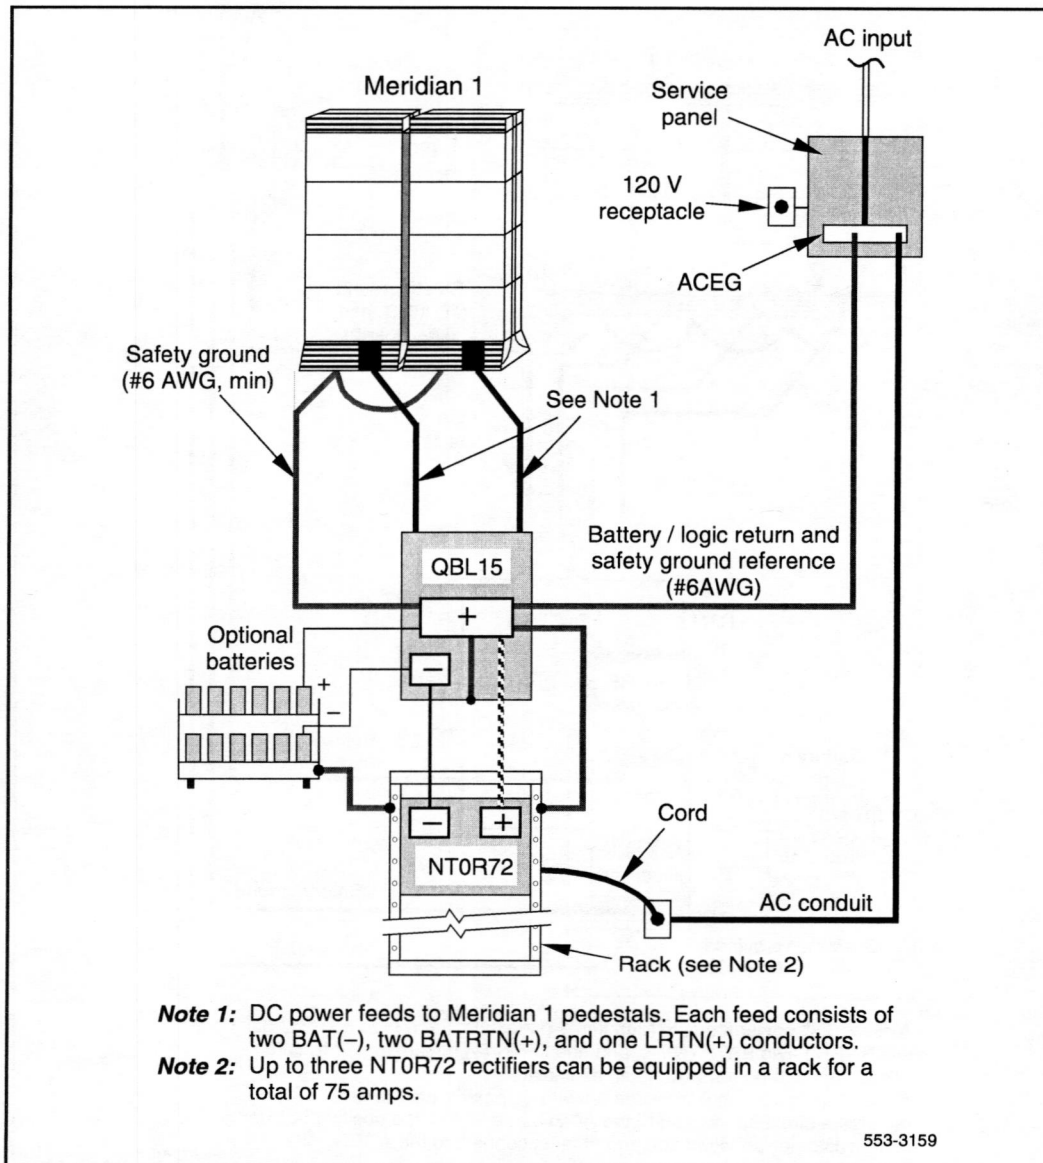 AC input
Meridian 1
Service
panel
120 V
receptacle
ACEG
Safety ground
(#6 AWG, min)
See Note 1
Battery / logic return and
safety ground reference
(#6AWG)
QBL15
+
Optional
batteries
+
–
–
–
+
NT0R72
Cord
AC conduit
Rack (see Note 2)
Note 1: DC power feeds to Meridian 1 pedestals. Each feed consists of
two BAT(–), two BATRTN(+), and one LRTN(+) conductors.
Note 2: Up to three NT0R72 rectifiers can be equipped in a rack for a
total of 75 amps.
553-3159